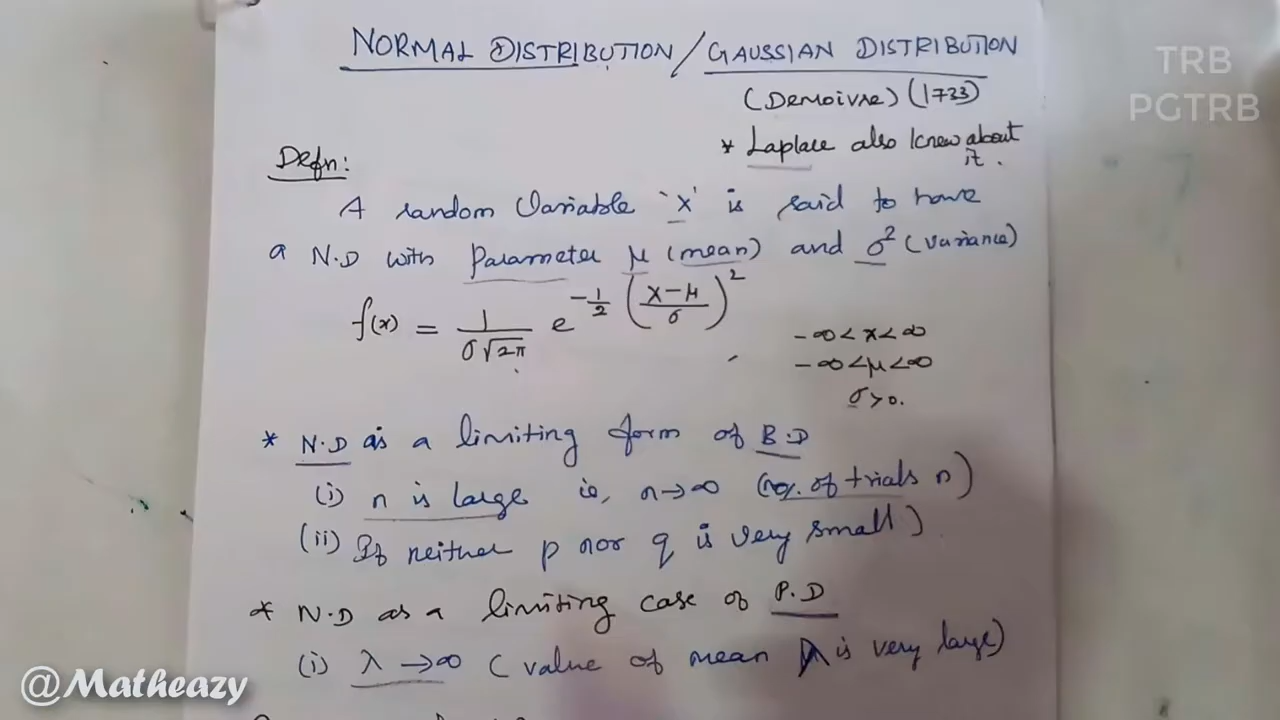 NORMAL DISTRIBUTION / GAUSSIAN DISTRIBUTION
(Demoivre) (1733)
* Laplace also knew about it.
Defn:
A random Variable 'X' is said to have
a N.D with Parameter μ (mean) and σ² (variance)
f(x) = 1/(σ√2π) e^(-1/2 ((x-μ)/σ)²)
-∞ < x < ∞
-∞ < μ < ∞
σ > 0.
* N.D as a limiting form of B.D
(i) n is large ie, n → ∞ (no. of trials n)
(ii) If neither p nor q is very small)
* N.D as a limiting case of P.D
(i) λ → ∞ (value of mean λ is very large)
TRB
PGTRB
@Matheazy